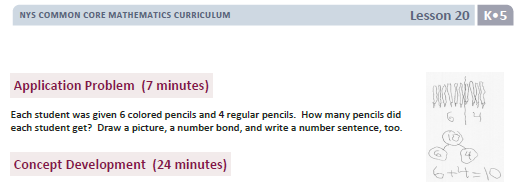 NYS COMMON CORE MATHEMATICS CURRICULUM Lesson 20 K•5
Application Problem (7 minutes)
Each student was given 6 colored pencils and 4 regular pencils. How many pencils did
each student get? Draw a picture, a number bond, and write a number sentence, too.
6 4
10
6 4
6+4=10
Concept Development (24 minutes)